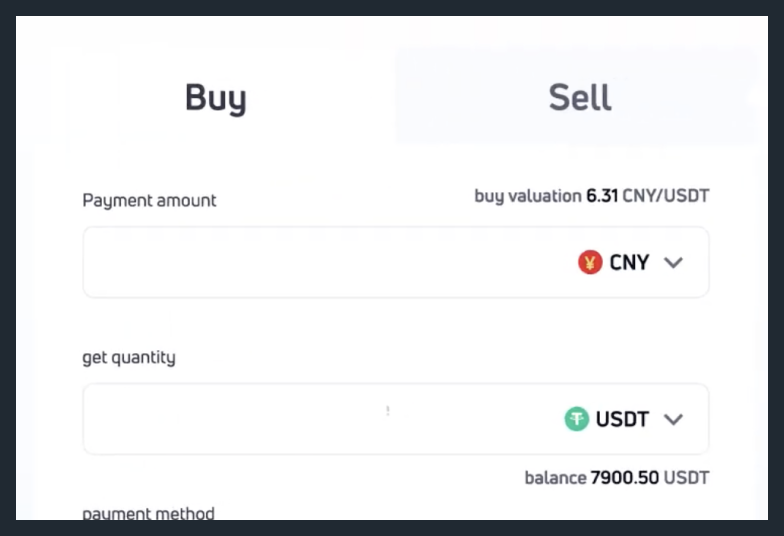 Buy Sell
Payment amount buy valuation 6.31 CNY/USDT
¥ CNY
get quantity
USDT
balance 7900.50 USDT
payment method